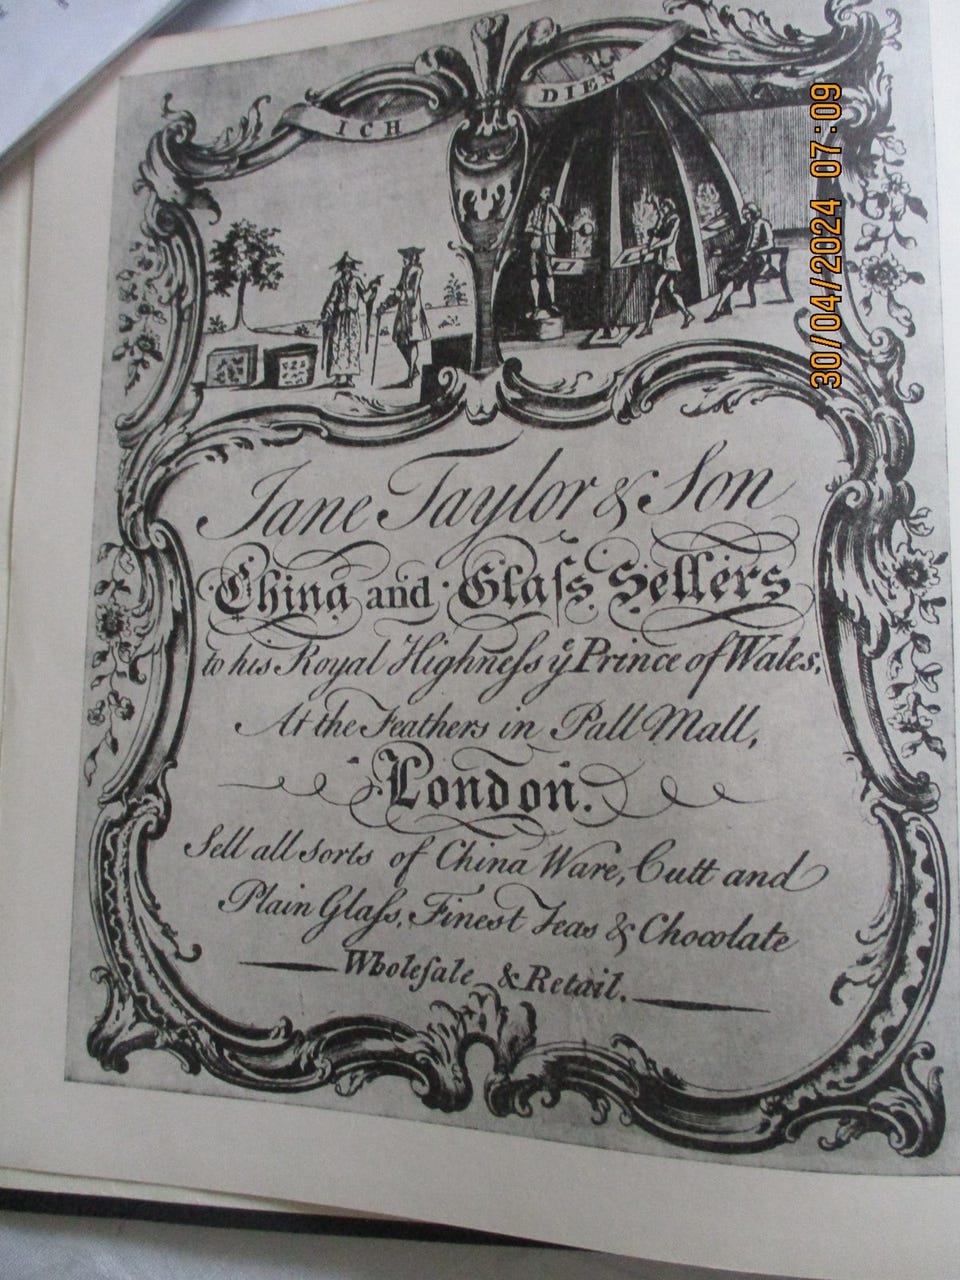 ICH DIEN
Jane Taylor & Son
China and Glaſs Sellers
to his Royal Highneſs yͤ Prince of Wales,
At the Feathers in Pall Mall,
London.
Sell all sorts of China Ware, Cutt and
Plain Glaſs, Finest Teas & Chocolate
Wholeſale & Retail.
30/04/2024 07:09